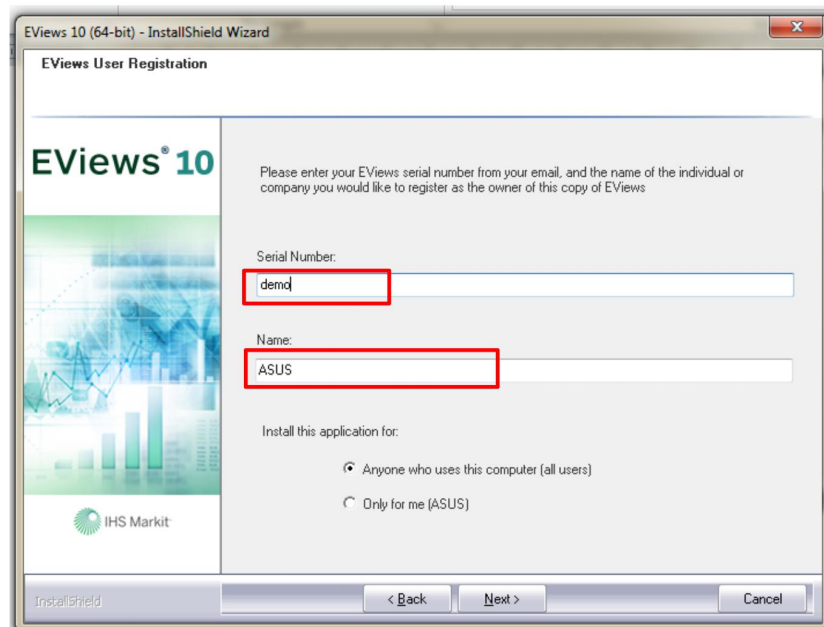 EViews 10 (64-bit) - InstallShield Wizard
EViews User Registration
EViews® 10
Please enter your EViews serial number from your email, and the name of the individual or
company you would like to register as the owner of this copy of EViews
Serial Number:
demo
Name:
ASUS
Install this application for:
Anyone who uses this computer (all users)
Only for me (ASUS)
IHS Markit
InstallShield
< Back
Next >
Cancel